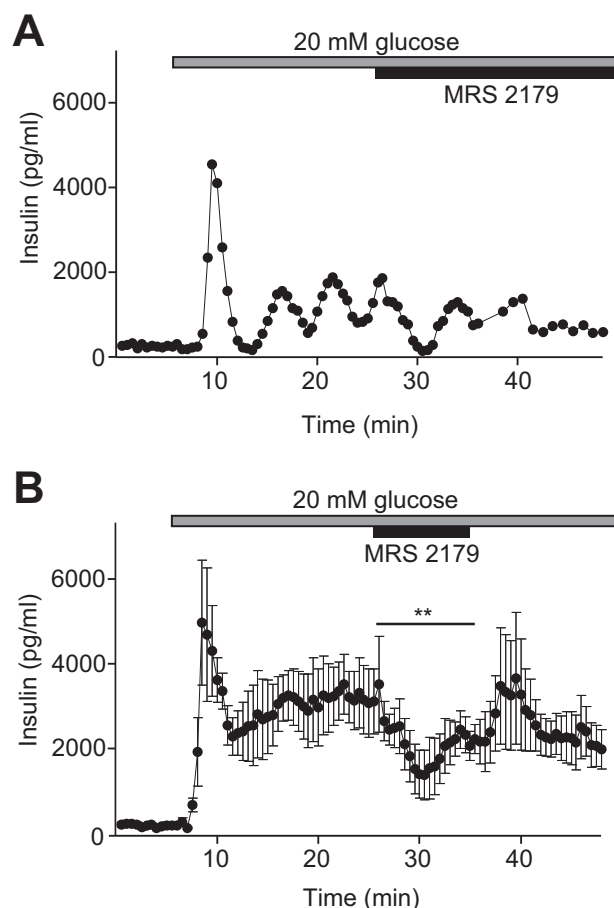 A
20 mM glucose
MRS 2179
Insulin (pg/ml)
6000
4000
2000
0
10 20 30 40
Time (min)
B
20 mM glucose
MRS 2179
**
Insulin (pg/ml)
6000
4000
2000
0
10 20 30 40
Time (min)